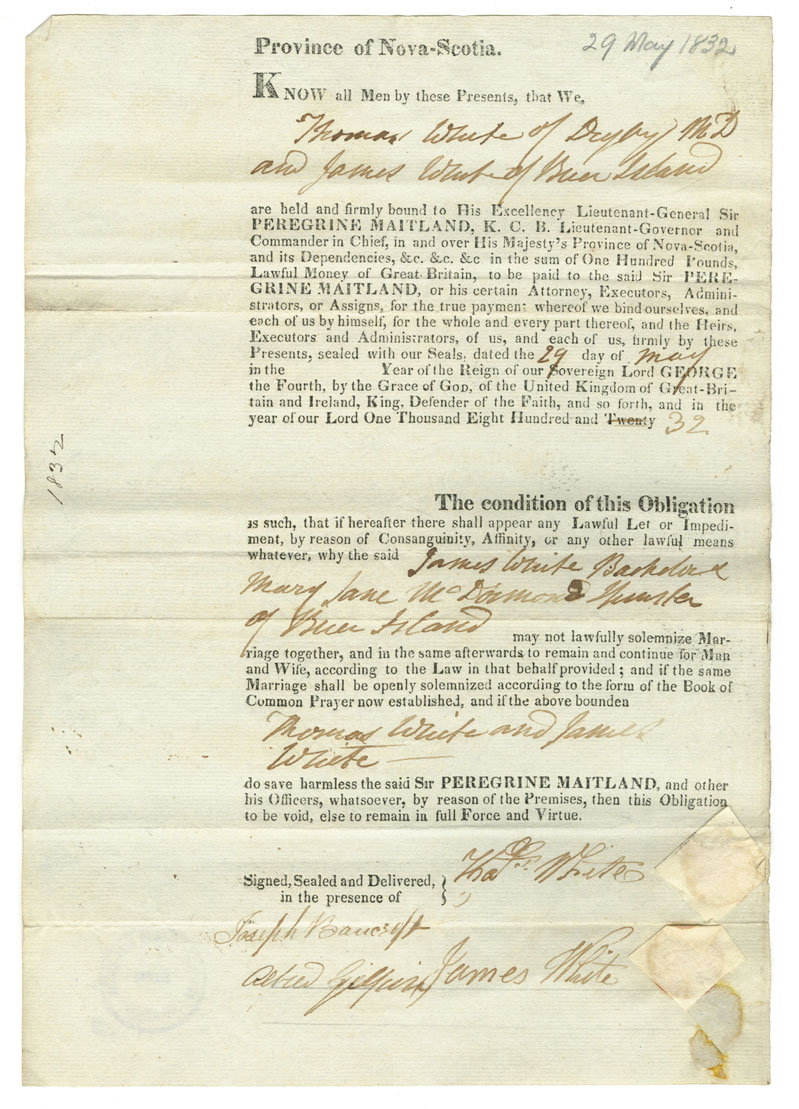 Province of Nova-Scotia. 29 May 1832
KNOW all Men by these Presents, that We,
Thomas White of Digby MD
and James White of Brier Island
are held and firmly bound to His Excellency Lieutenant-General Sir
PEREGRINE MAITLAND, K. C. B. Lieutenant-Governor and
Commander in Chief, in and over His Majesty's Province of Nova-Scotia,
and its Dependencies, &c. &c. &c in the sum of One Hundred Pounds,
Lawful Money of Great-Britain, to be paid to the said Sir PERE-
GRINE MAITLAND, or his certain Attorney, Executors, Admini-
strators, or Assigns, for the true payment whereof we bind ourselves, and
each of us by himself, for the whole and every part thereof, and the Heirs,
Executors and Administrators, of us, and each of us, firmly by these
Presents, sealed with our Seals, dated the 29 day of May
in the Year of the Reign of our Sovereign Lord GEORGE
the Fourth, by the Grace of GOD, of the United Kingdom of Great-Bri-
tain and Ireland, King, Defender of the Faith, and so forth, and in the
year of our Lord One Thousand Eight Hundred and Twenty 32
1832
The condition of this Obligation
is such, that if hereafter there shall appear any Lawful Let or Impedi-
ment, by reason of Consanguinity, Affinity, or any other lawful means
whatever, why the said James White Bachelor &
Mary Jane McDormond Spinster
of Brier Island
may not lawfully solemnize Mar-
riage together, and in the same afterwards to remain and continue for Man
and Wife, according to the Law in that behalf provided; and if the same
Marriage shall be openly solemnized according to the form of the Book of
Common Prayer now established, and if the above bounden
Thomas White and James
White —
do save harmless the said Sir PEREGRINE MAITLAND, and other
his Officers, whatsoever, by reason of the Premises, then this Obligation
to be void, else to remain in full Force and Virtue.
White
Signed, Sealed and Delivered,
in the presence of
Joseph Bancroft
James White